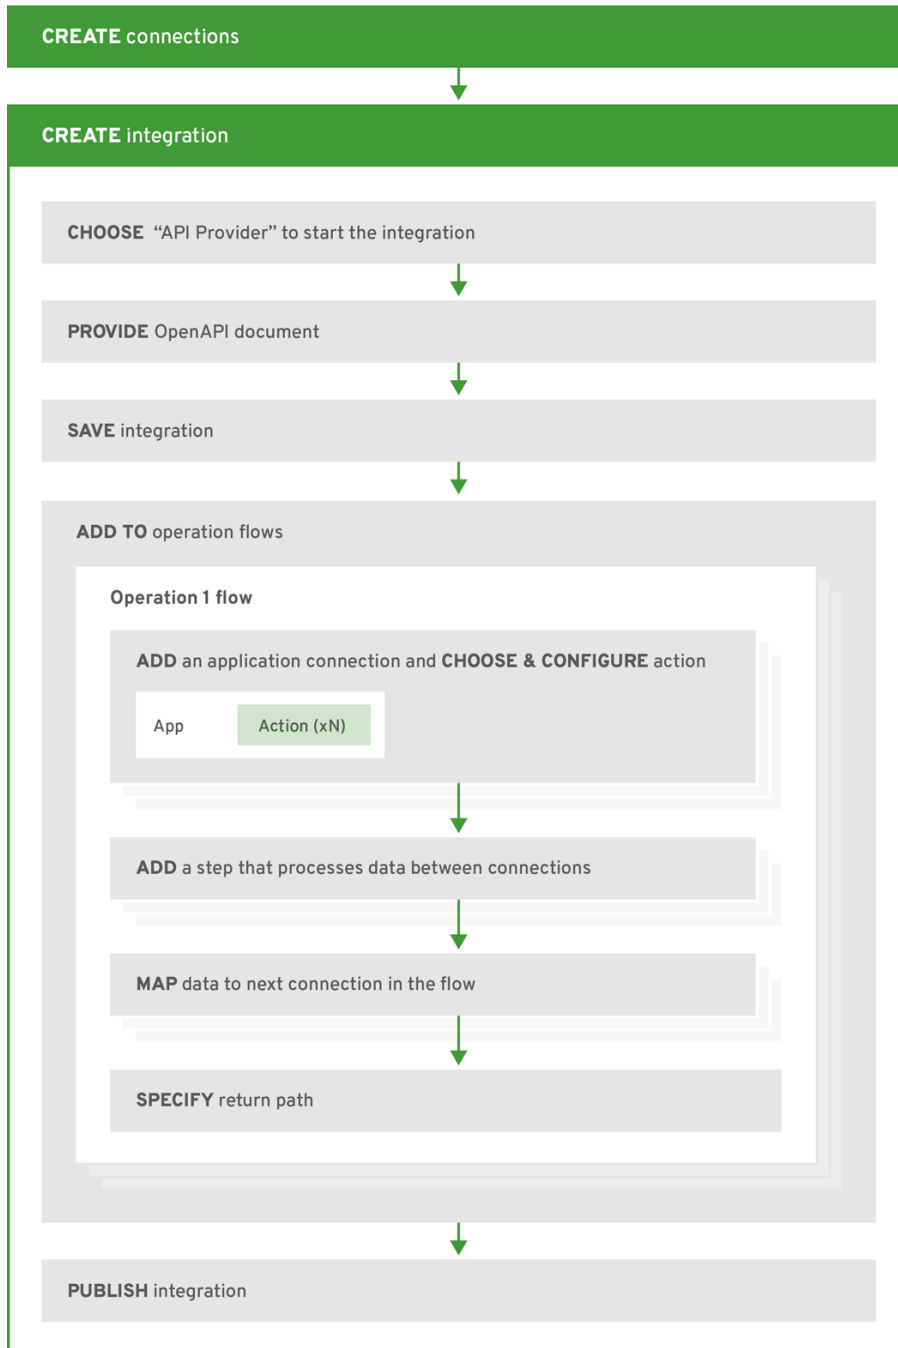 CREATE connections
CREATE integration
CHOOSE “API Provider” to start the integration
PROVIDE OpenAPI document
SAVE integration
ADD TO operation flows
Operation 1 flow
ADD an application connection and CHOOSE & CONFIGURE action
App
Action (xN)
ADD a step that processes data between connections
MAP data to next connection in the flow
SPECIFY return path
PUBLISH integration